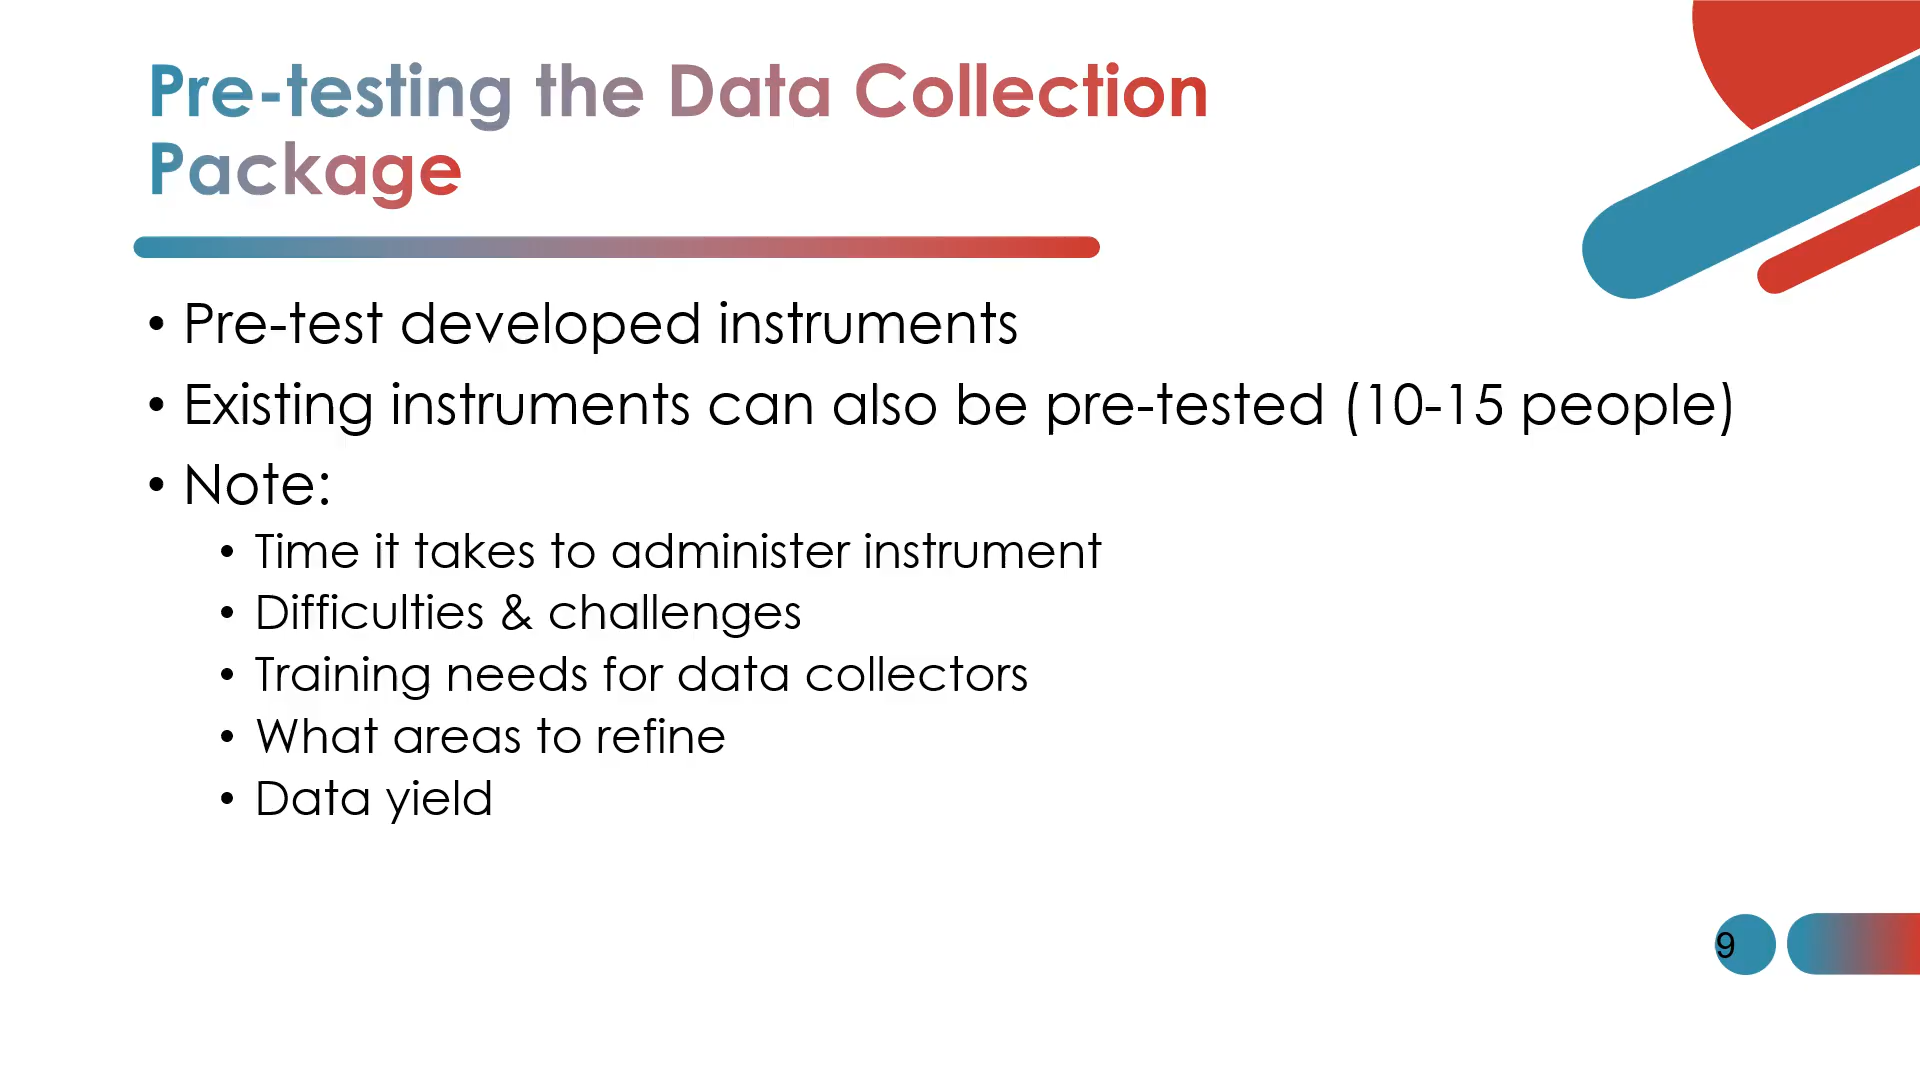 Pre-testing the Data Collection
Package
• Pre-test developed instruments
• Existing instruments can also be pre-tested (10-15 people)
• Note:
• Time it takes to administer instrument
• Difficulties & challenges
• Training needs for data collectors
• What areas to refine
• Data yield
9